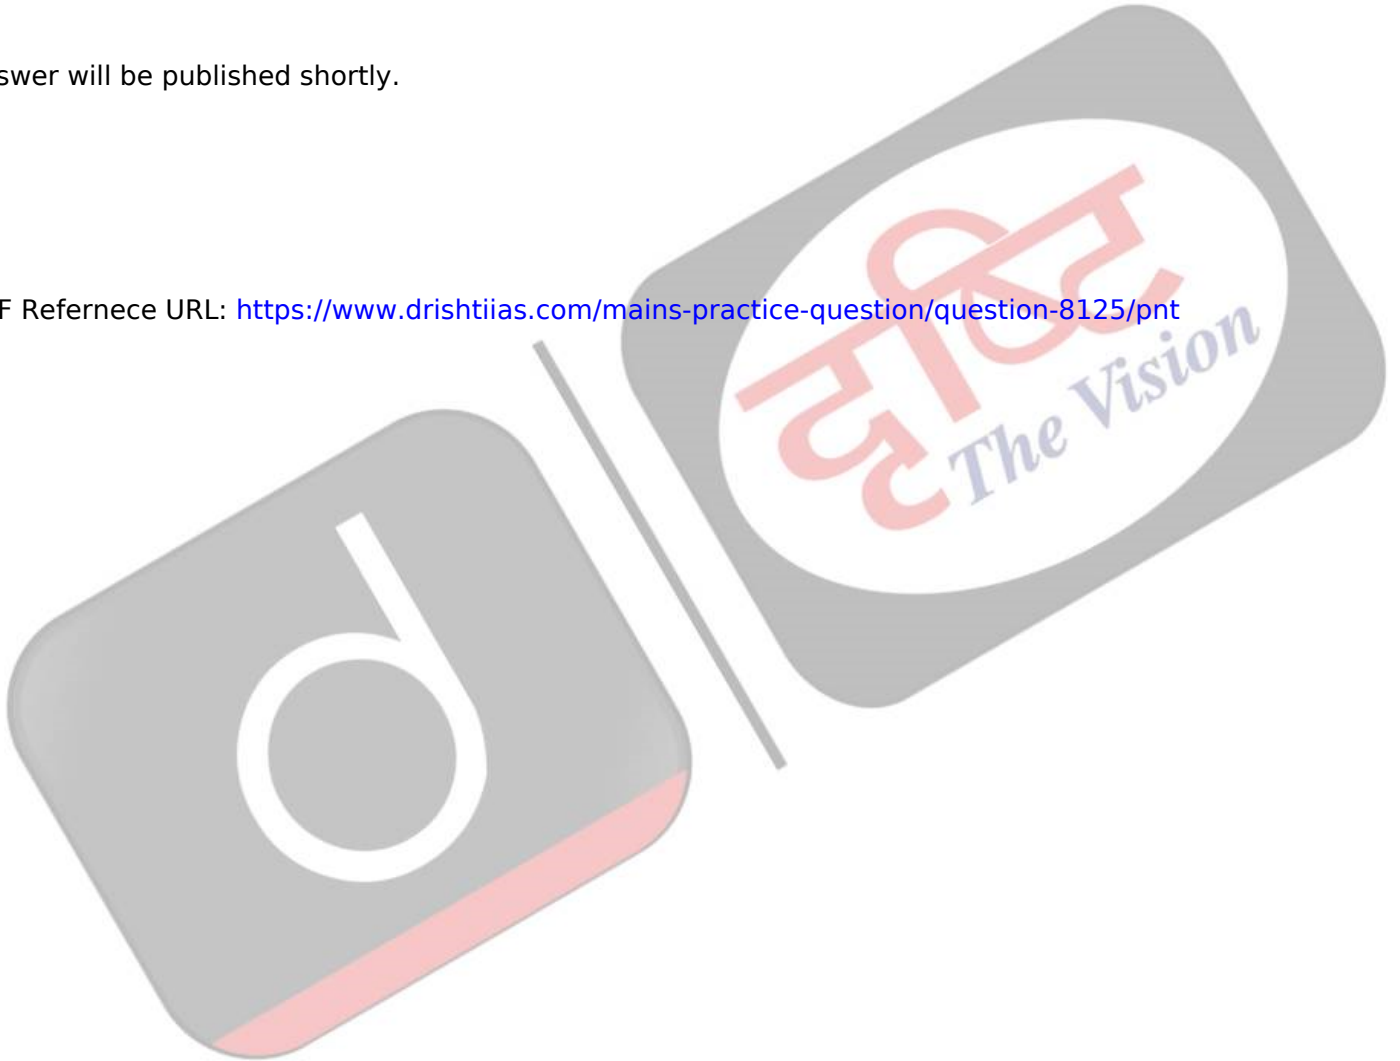 swer will be published shortly.
F Refernece URL: https://www.drishtiias.com/mains-practice-question/question-8125/pnt
दृष्टि
The Vision
d